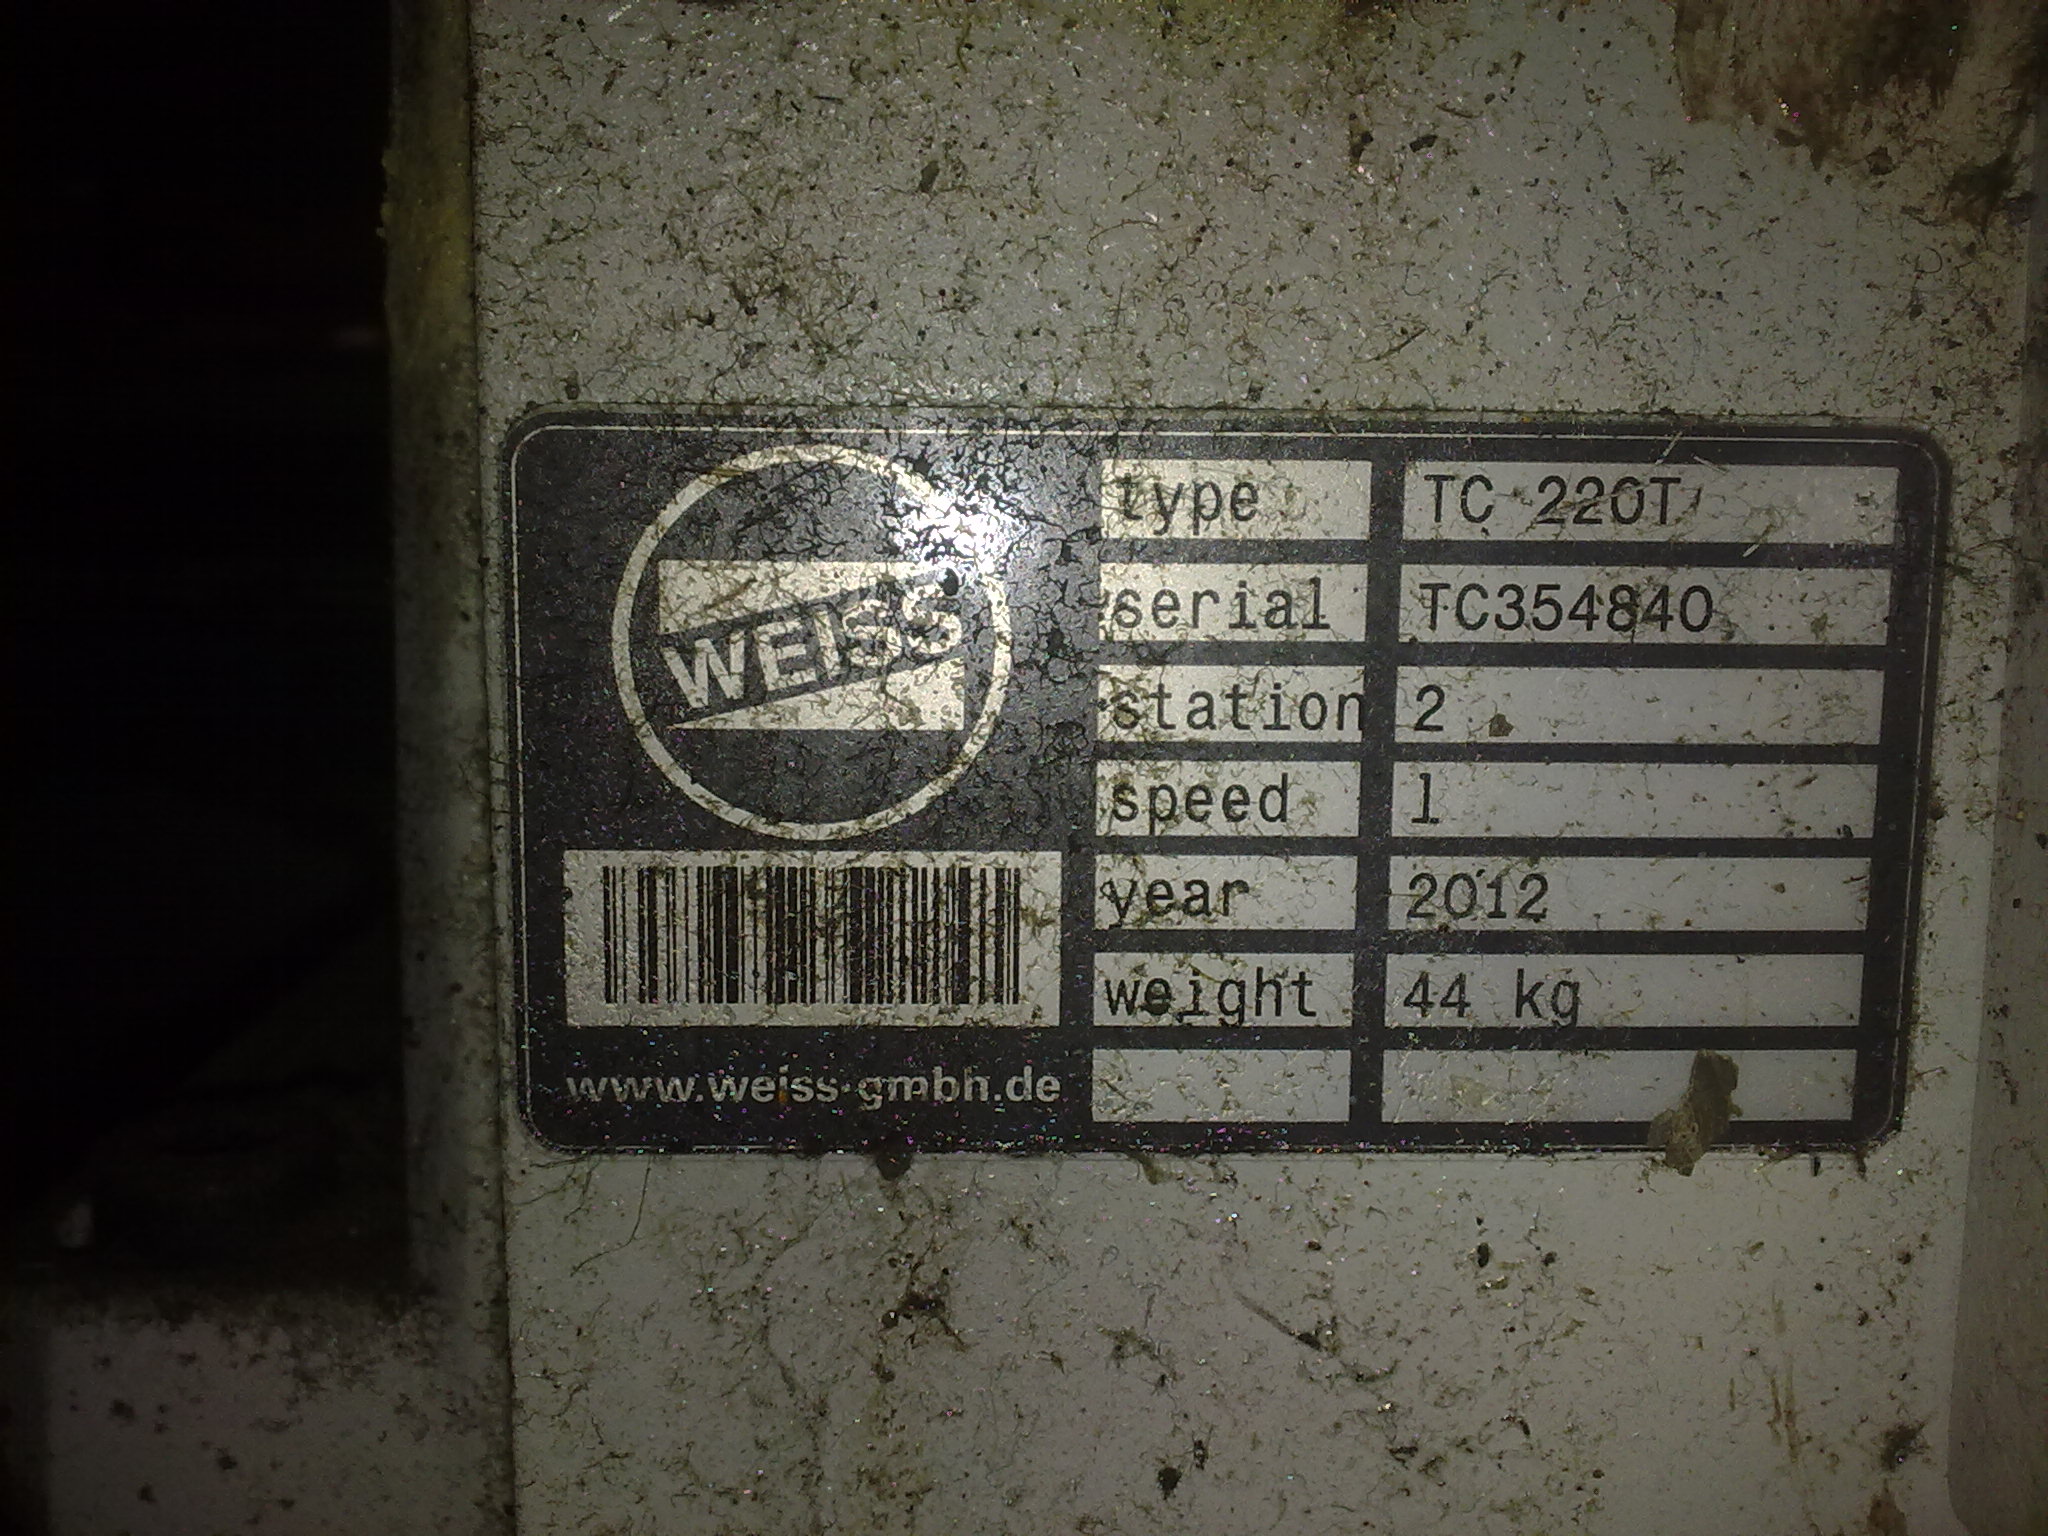 WEISS
www.weiss-gmbh.de
type TC 220T
serial TC354840
station 2
speed 1
year 2012
weight 44 kg